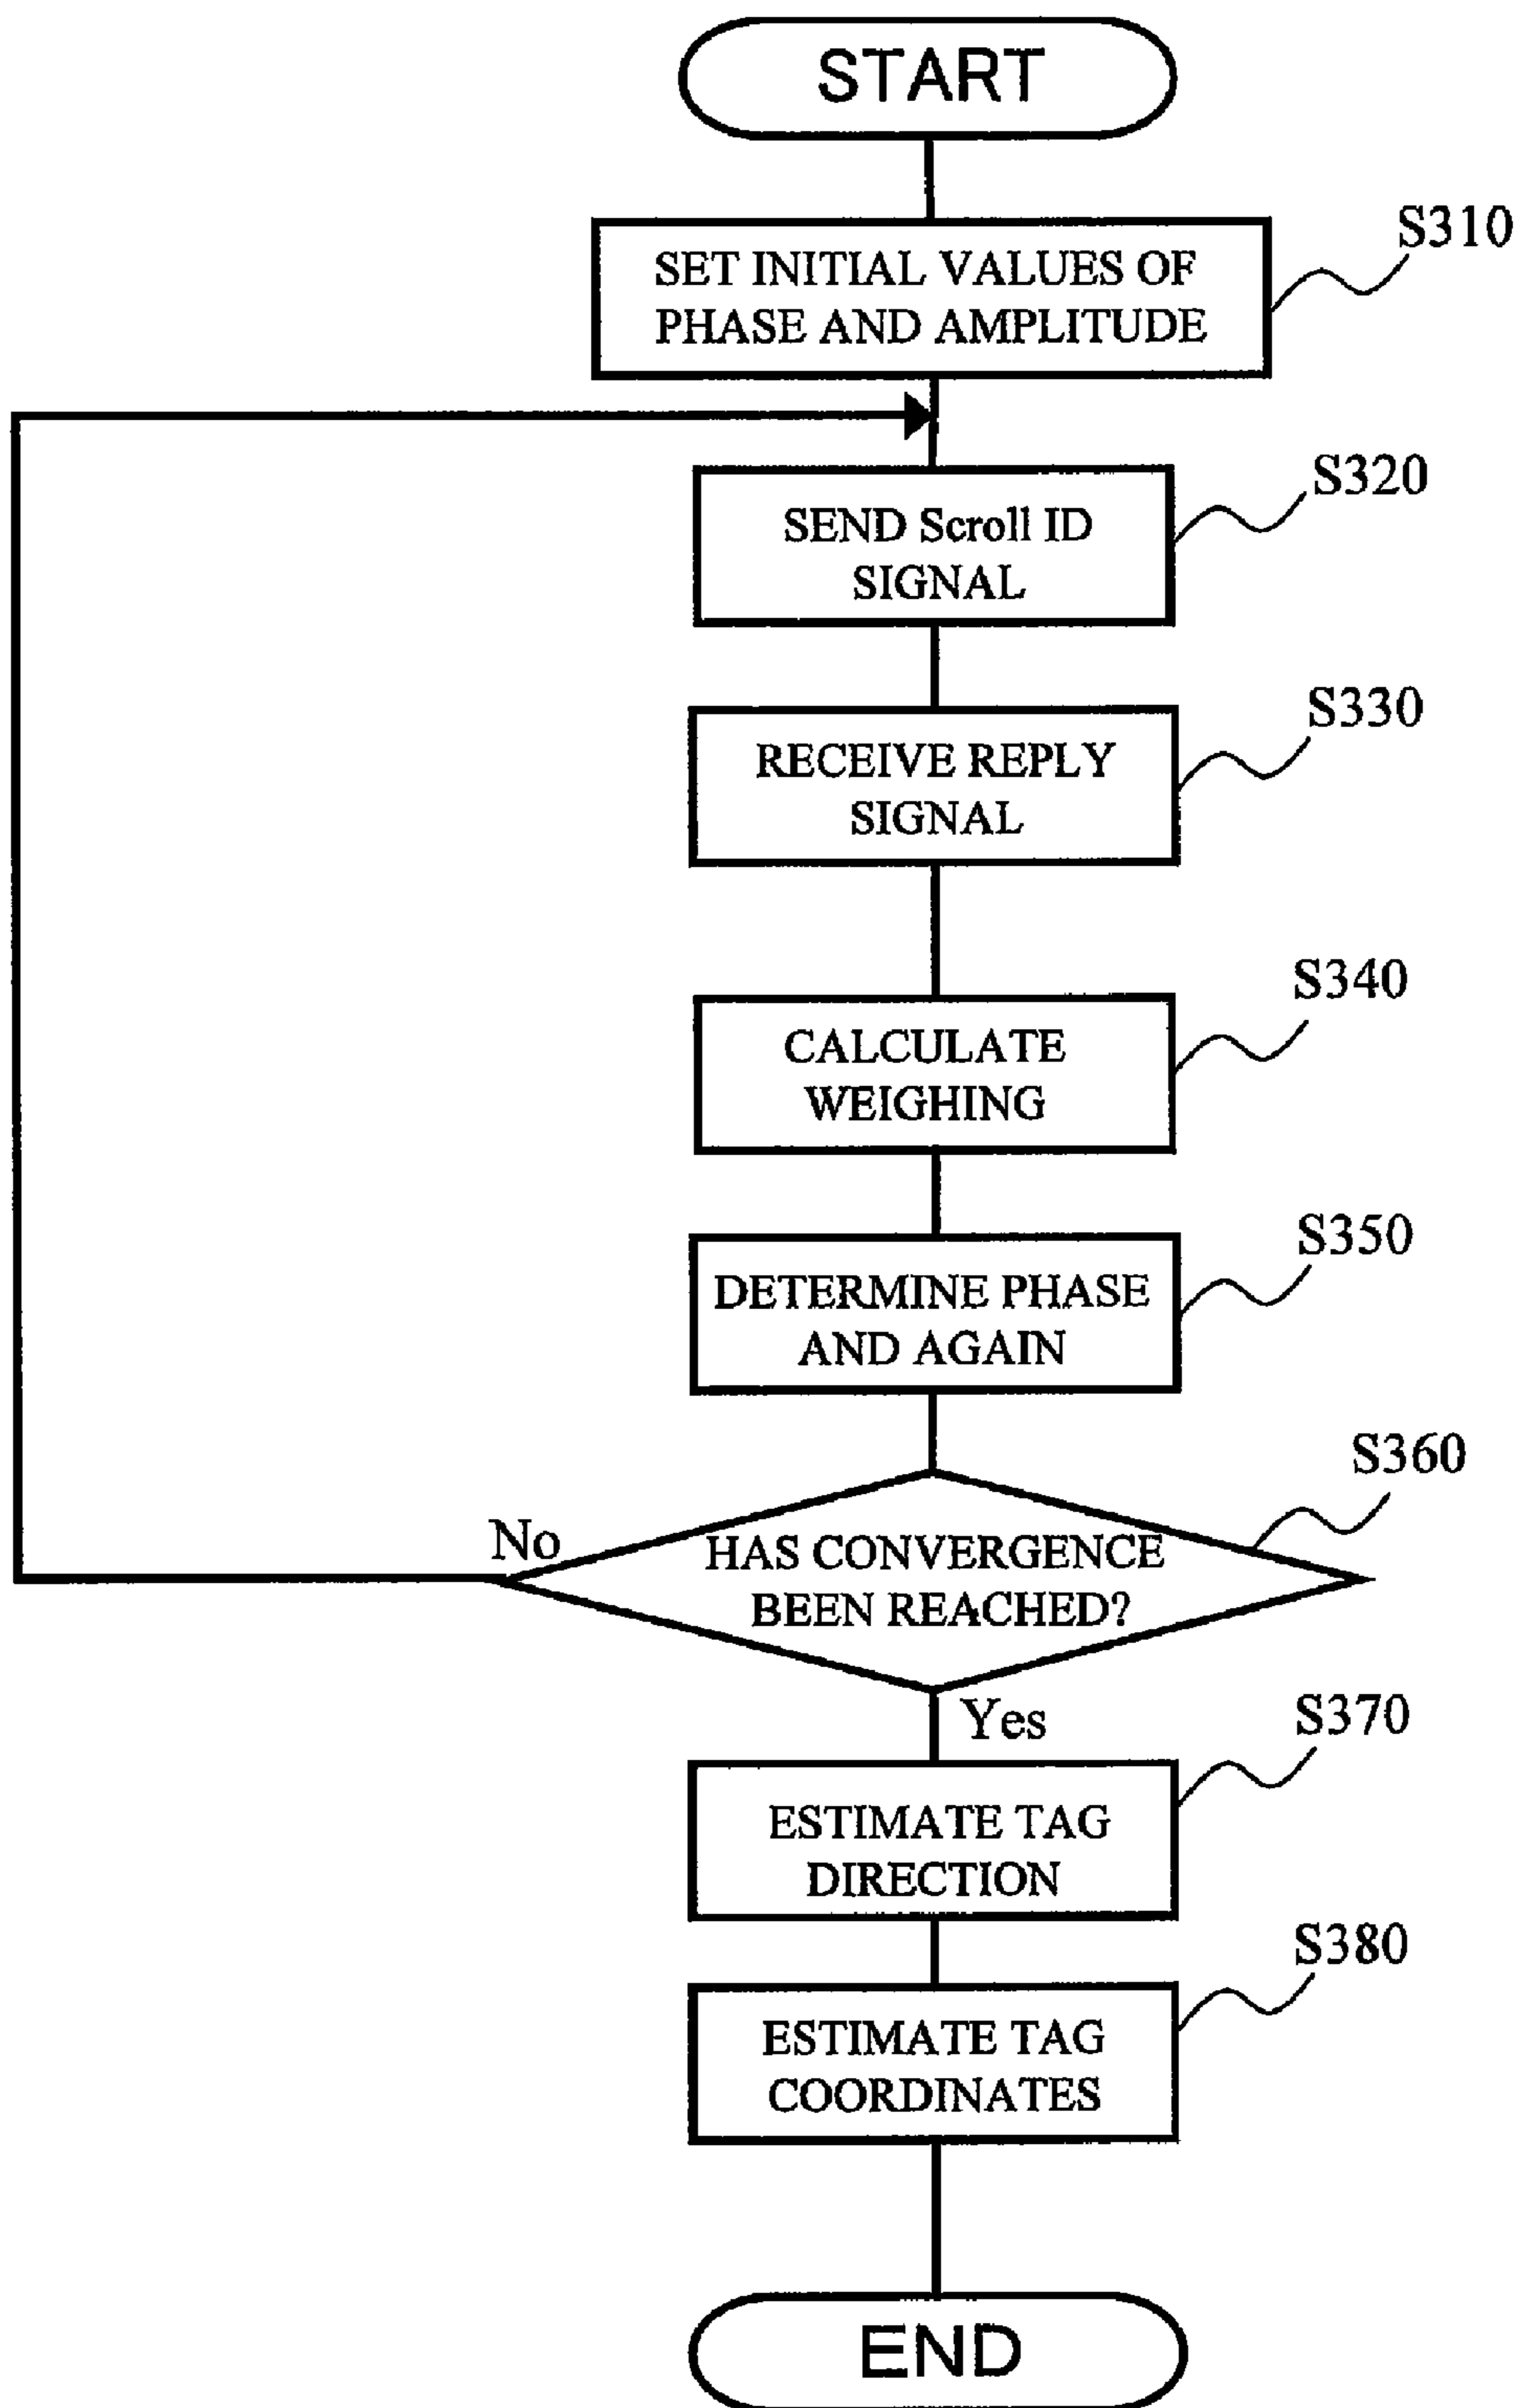 START
S310
SET INITIAL VALUES OF
PHASE AND AMPLITUDE
S320
SEND Scroll ID
SIGNAL
S330
RECEIVE REPLY
SIGNAL
S340
CALCULATE
WEIGHING
S350
DETERMINE PHASE
AND AGAIN
S360
No
HAS CONVERGENCE
BEEN REACHED?
Yes
S370
ESTIMATE TAG
DIRECTION
S380
ESTIMATE TAG
COORDINATES
END